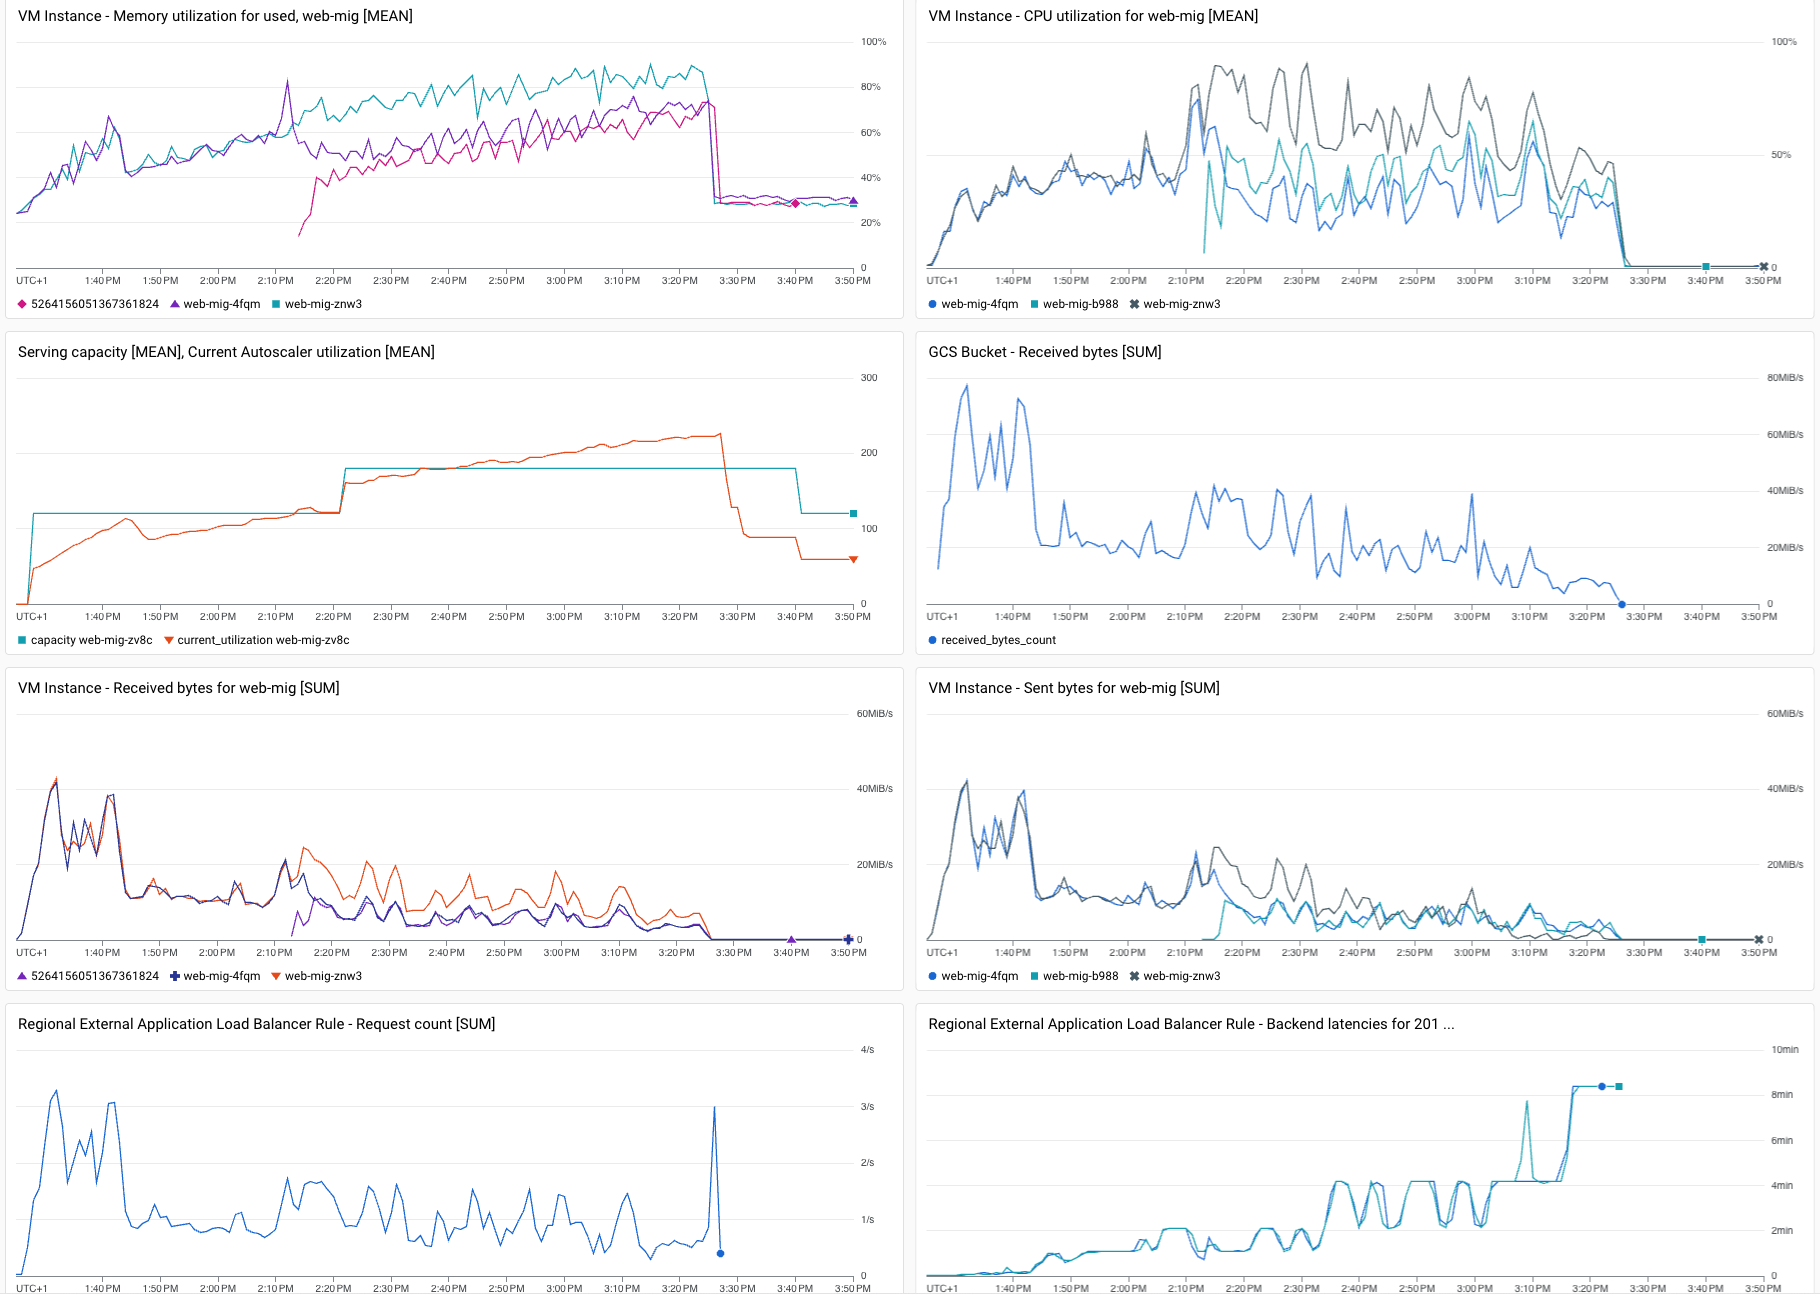 VM Instance - Memory utilization for used, web-mig [MEAN]
100%
80%
60%
40%
20%
0
UTC+1 1:40 PM 1:50 PM 2:00 PM 2:10 PM 2:20 PM 2:30 PM 2:40 PM 2:50 PM 3:00 PM 3:10 PM 3:20 PM 3:30 PM 3:40 PM 3:50 PM
5264156051367361824 web-mig-4fqm web-mig-znw3
VM Instance - CPU utilization for web-mig [MEAN]
100%
50%
0
UTC+1 1:40 PM 1:50 PM 2:00 PM 2:10 PM 2:20 PM 2:30 PM 2:40 PM 2:50 PM 3:00 PM 3:10 PM 3:20 PM 3:30 PM 3:40 PM 3:50 PM
web-mig-4fqm web-mig-b988 web-mig-znw3
Serving capacity [MEAN], Current Autoscaler utilization [MEAN]
300
200
100
0
UTC+1 1:40 PM 1:50 PM 2:00 PM 2:10 PM 2:20 PM 2:30 PM 2:40 PM 2:50 PM 3:00 PM 3:10 PM 3:20 PM 3:30 PM 3:40 PM 3:50 PM
capacity web-mig-zv8c current_utilization web-mig-zv8c
GCS Bucket - Received bytes [SUM]
80MiB/s
60MiB/s
40MiB/s
20MiB/s
0
UTC+1 1:40 PM 1:50 PM 2:00 PM 2:10 PM 2:20 PM 2:30 PM 2:40 PM 2:50 PM 3:00 PM 3:10 PM 3:20 PM 3:30 PM 3:40 PM 3:50 PM
received_bytes_count
VM Instance - Received bytes for web-mig [SUM]
60MiB/s
40MiB/s
20MiB/s
0
UTC+1 1:40 PM 1:50 PM 2:00 PM 2:10 PM 2:20 PM 2:30 PM 2:40 PM 2:50 PM 3:00 PM 3:10 PM 3:20 PM 3:30 PM 3:40 PM 3:50 PM
5264156051367361824 web-mig-4fqm web-mig-znw3
VM Instance - Sent bytes for web-mig [SUM]
60MiB/s
40MiB/s
20MiB/s
0
UTC+1 1:40 PM 1:50 PM 2:00 PM 2:10 PM 2:20 PM 2:30 PM 2:40 PM 2:50 PM 3:00 PM 3:10 PM 3:20 PM 3:30 PM 3:40 PM 3:50 PM
web-mig-4fqm web-mig-b988 web-mig-znw3
Regional External Application Load Balancer Rule - Request count [SUM]
4/s
3/s
2/s
1/s
0
UTC+1 1:40 PM 1:50 PM 2:00 PM 2:10 PM 2:20 PM 2:30 PM 2:40 PM 2:50 PM 3:00 PM 3:10 PM 3:20 PM 3:30 PM 3:40 PM 3:50 PM
Regional External Application Load Balancer Rule - Backend latencies for 201 ...
10min
8min
6min
4min
2min
0
UTC+1 1:40 PM 1:50 PM 2:00 PM 2:10 PM 2:20 PM 2:30 PM 2:40 PM 2:50 PM 3:00 PM 3:10 PM 3:20 PM 3:30 PM 3:40 PM 3:50 PM